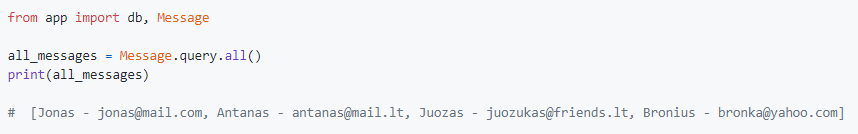 from app import db, Message
all_messages = Message.query.all()
print(all_messages)
#  [Jonas - jonas@mail.com, Antanas - antanas@mail.lt, Juozas - juozukas@friends.lt, Bronius - bronka@yahoo.com]